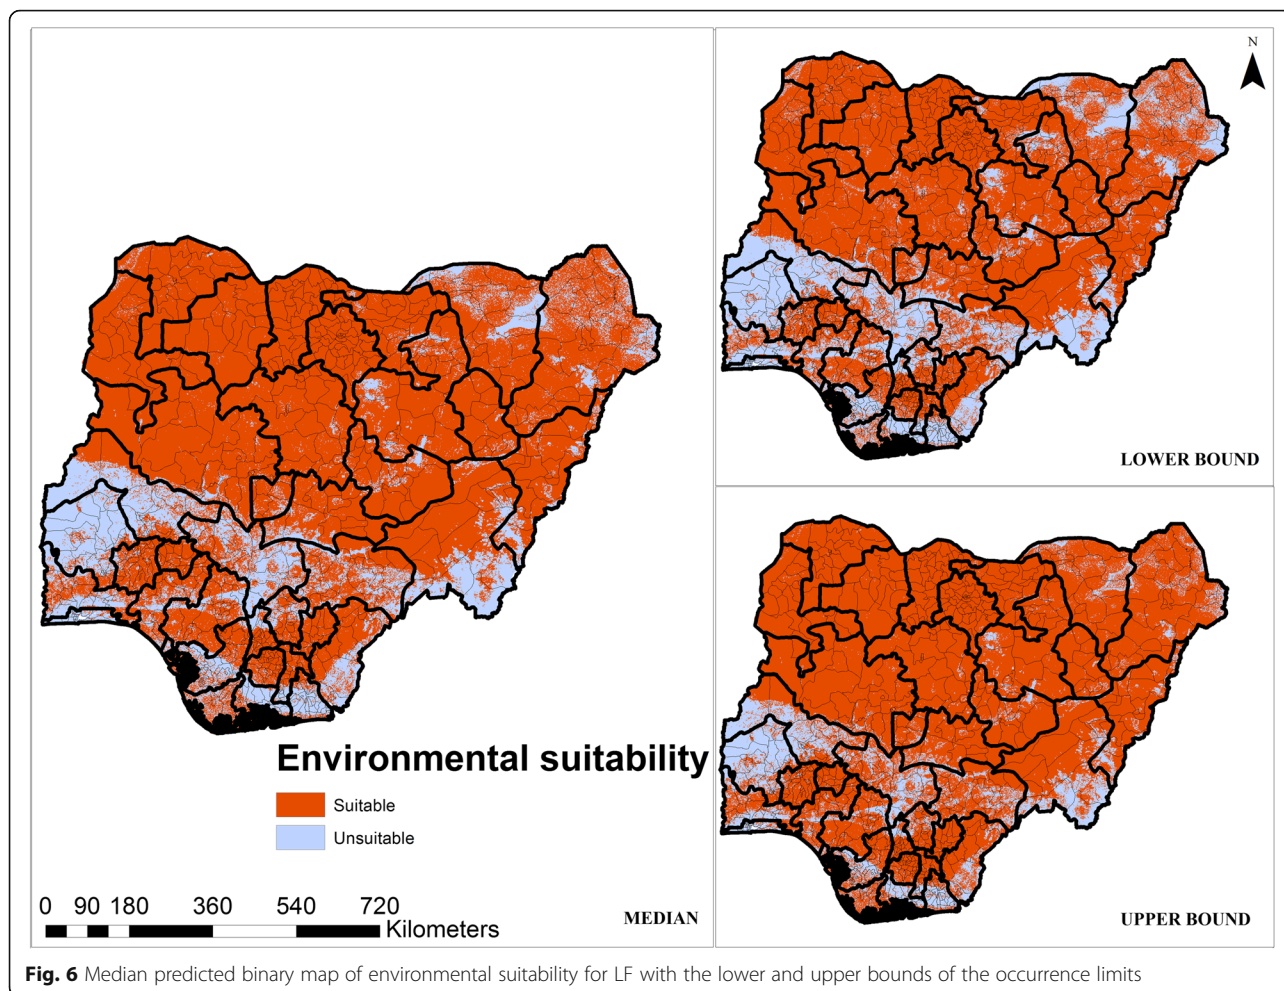 N
LOWER BOUND
Environmental suitability
Suitable
Unsuitable
0 90 180 360 540 720
Kilometers
MEDIAN
UPPER BOUND
Fig. 6 Median predicted binary map of environmental suitability for LF with the lower and upper bounds of the occurrence limits